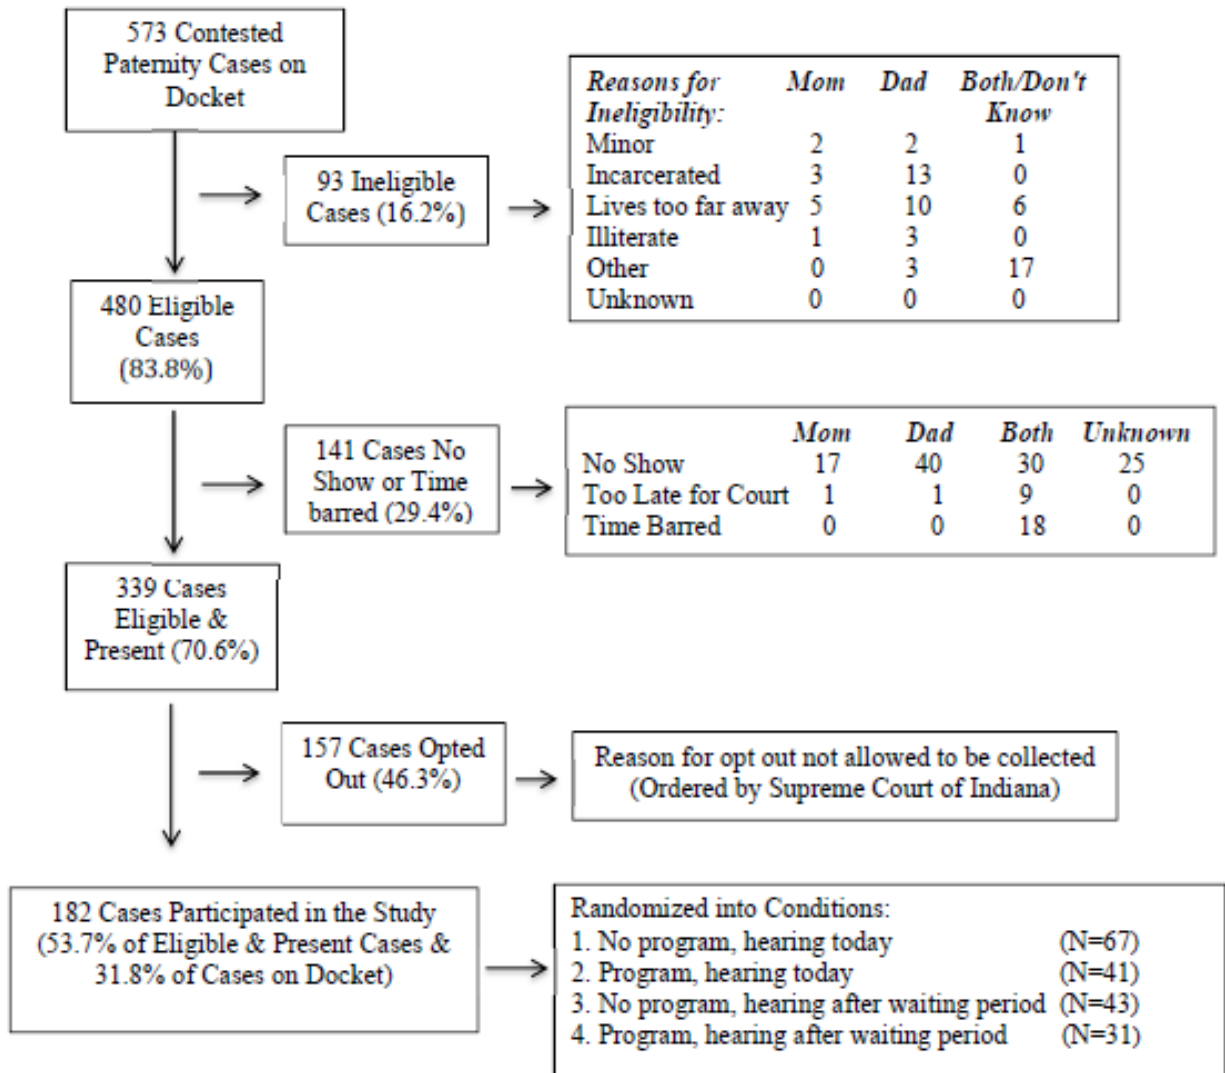 573 Contested
Paternity Cases on
Docket
93 Ineligible
Cases (16.2%)
Reasons for Mom Dad Both/Don't
Ineligibility: Know
Minor 2 2 1
Incarcerated 3 13 0
Lives too far away 5 10 6
Illiterate 1 3 0
Other 0 3 17
Unknown 0 0 0
480 Eligible
Cases
(83.8%)
141 Cases No
Show or Time
barred (29.4%)
Mom Dad Both Unknown
No Show 17 40 30 25
Too Late for Court 1 1 9 0
Time Barred 0 0 18 0
339 Cases
Eligible &
Present (70.6%)
157 Cases Opted
Out (46.3%)
Reason for opt out not allowed to be collected
(Ordered by Supreme Court of Indiana)
182 Cases Participated in the Study
(53.7% of Eligible & Present Cases &
31.8% of Cases on Docket)
Randomized into Conditions:
1. No program, hearing today (N=67)
2. Program, hearing today (N=41)
3. No program, hearing after waiting period (N=43)
4. Program, hearing after waiting period (N=31)